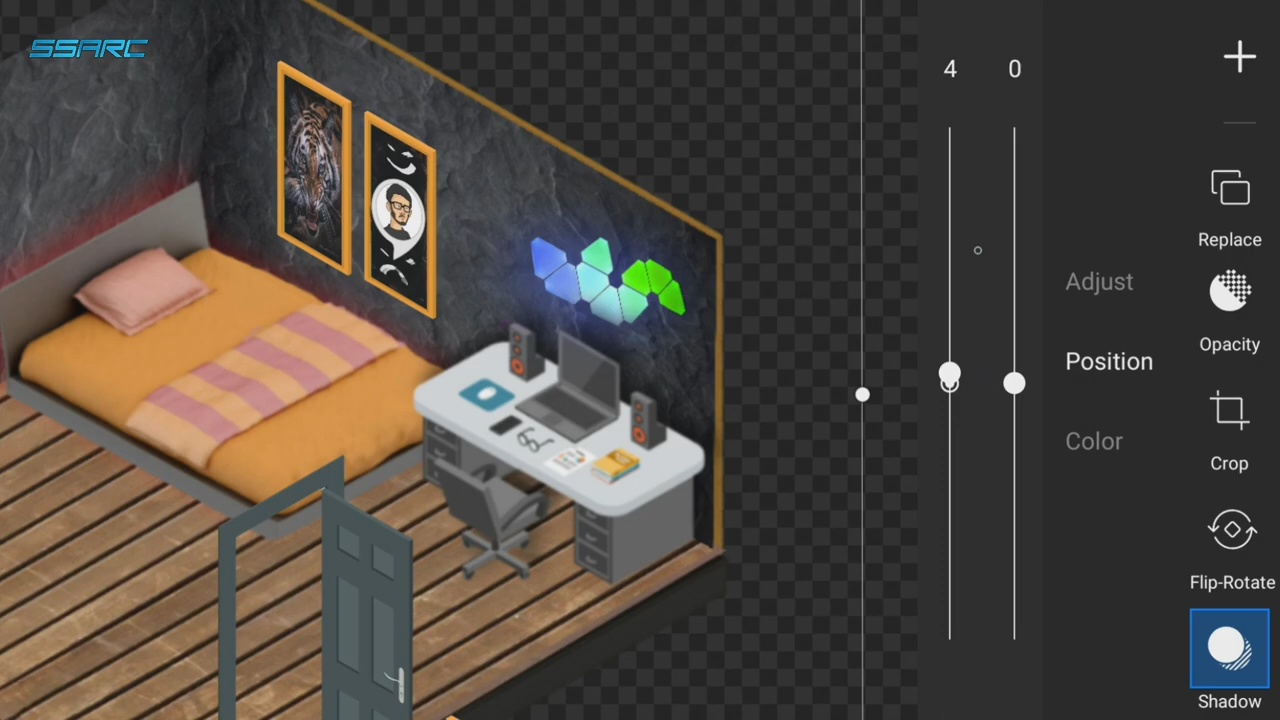 SSARC
4 0
Replace
Adjust
Opacity
Position
Color
Crop
Flip-Rotate
Shadow